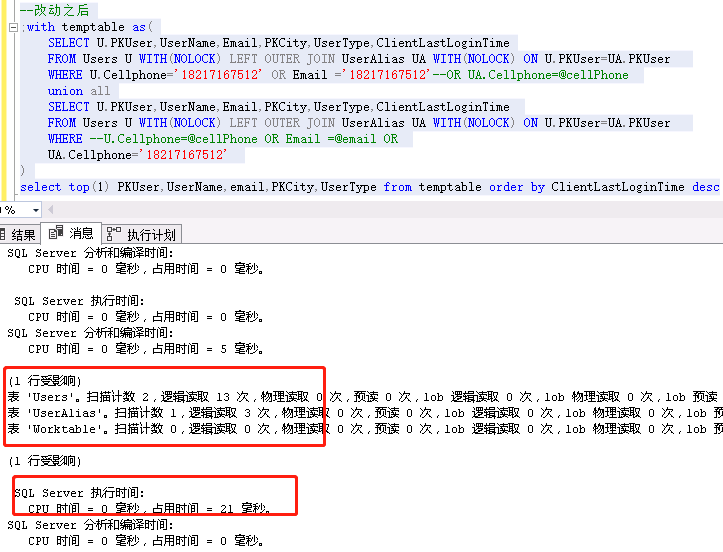 --改动之后
;with temptable as(
SELECT U.PKUser,UserName,Email,PKCity,UserType,ClientLastLoginTime
FROM Users U WITH(NOLOCK) LEFT OUTER JOIN UserAlias UA WITH(NOLOCK) ON U.PKUser=UA.PKUser
WHERE U.Cellphone='18217167512' OR Email ='18217167512'--OR UA.Cellphone=@cellPhone
union all
SELECT U.PKUser,UserName,Email,PKCity,UserType,ClientLastLoginTime
FROM Users U WITH(NOLOCK) LEFT OUTER JOIN UserAlias UA WITH(NOLOCK) ON U.PKUser=UA.PKUser
WHERE --U.Cellphone=@cellPhone OR Email =@email OR
UA.Cellphone='18217167512'
)
select top(1) PKUser,UserName,email,PKCity,UserType from temptable order by ClientLastLoginTime desc
%
结果 消息 执行计划
SQL Server 分析和编译时间:
CPU 时间 = 0 毫秒，占用时间 = 0 毫秒。
SQL Server 执行时间:
CPU 时间 = 0 毫秒，占用时间 = 0 毫秒。
SQL Server 分析和编译时间:
CPU 时间 = 0 毫秒，占用时间 = 5 毫秒。
(1 行受影响)
表 'Users'。扫描计数 2，逻辑读取 13 次，物理读取 0 次，预读 0 次，lob 逻辑读取 0 次，lob 物理读取 0 次，lob 预读
表 'UserAlias'。扫描计数 1，逻辑读取 3 次，物理读取 0 次，预读 0 次，lob 逻辑读取 0 次，lob 物理读取 0 次，lob 预
表 'Worktable'。扫描计数 0，逻辑读取 0 次，物理读取 0 次，预读 0 次，lob 逻辑读取 0 次，lob 物理读取 0 次，lob 预
(1 行受影响)
SQL Server 执行时间:
CPU 时间 = 0 毫秒，占用时间 = 21 毫秒。
SQL Server 分析和编译时间:
CPU 时间 = 0 毫秒，占用时间 = 0 毫秒。